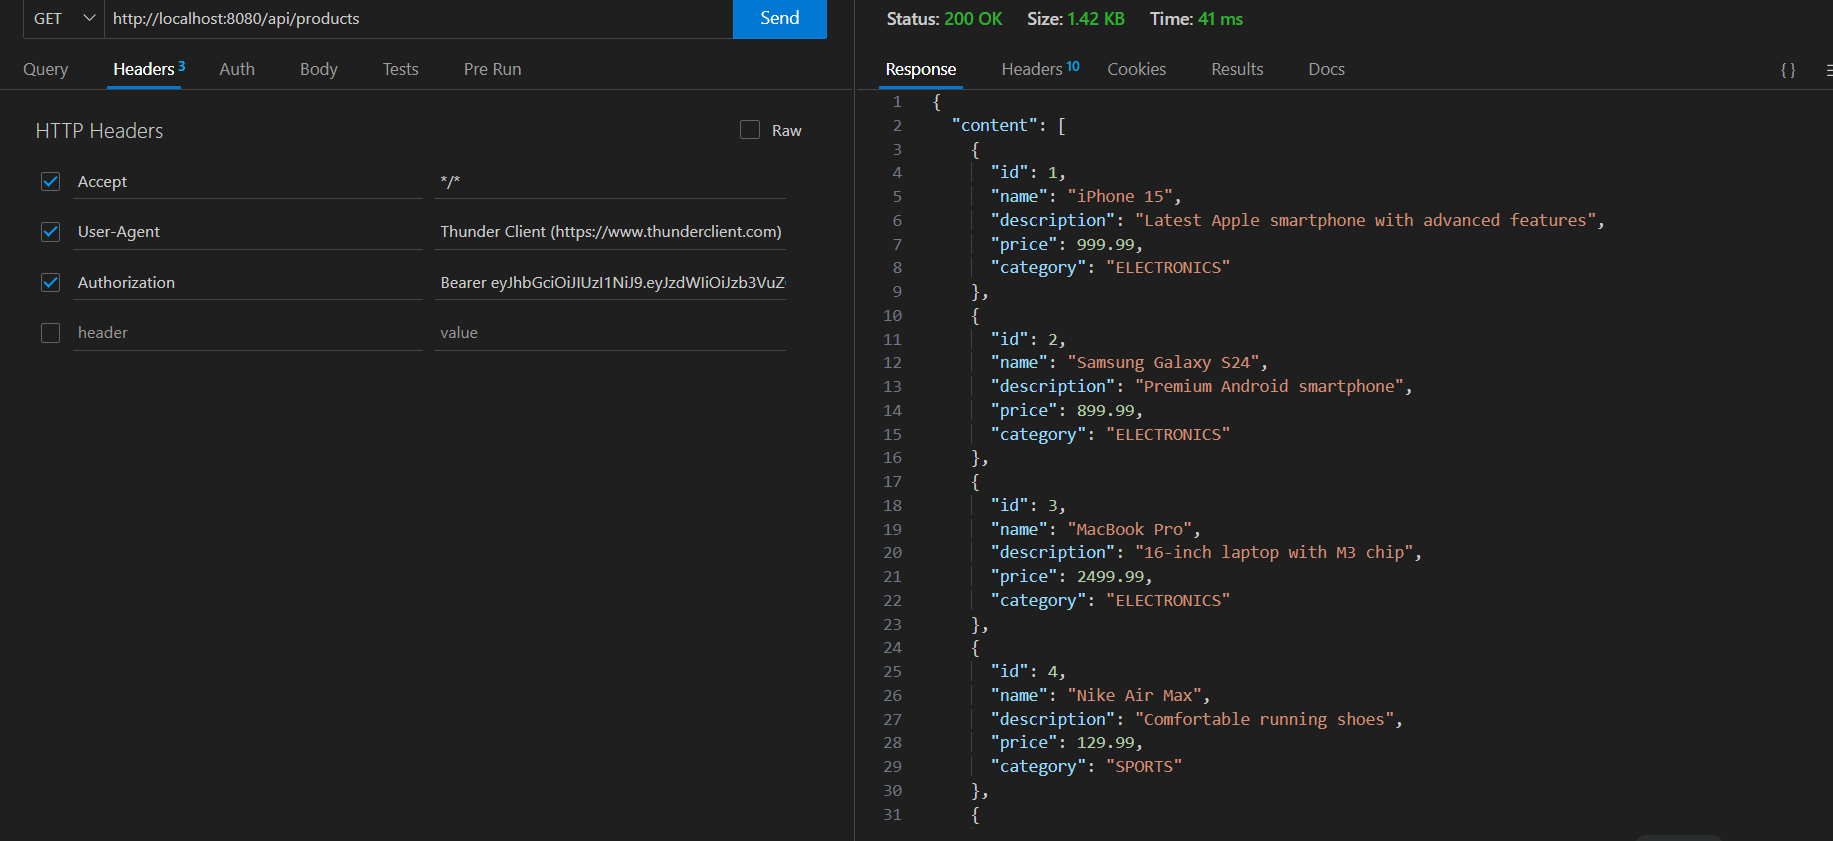 GET http://localhost:8080/api/products Send
Query Headers 3 Auth Body Tests Pre Run
HTTP Headers Raw
Accept */*
User-Agent Thunder Client (https://www.thunderclient.com)
Authorization Bearer eyJhbGciOiJIUzI1NiJ9.eyJzdWIiOiJzb3VuZ
header value
Status: 200 OK Size: 1.42 KB Time: 41 ms
Response Headers 10 Cookies Results Docs { }
1 {
2 "content": [
3 {
4 "id": 1,
5 "name": "iPhone 15",
6 "description": "Latest Apple smartphone with advanced features",
7 "price": 999.99,
8 "category": "ELECTRONICS"
9 },
10 {
11 "id": 2,
12 "name": "Samsung Galaxy S24",
13 "description": "Premium Android smartphone",
14 "price": 899.99,
15 "category": "ELECTRONICS"
16 },
17 {
18 "id": 3,
19 "name": "MacBook Pro",
20 "description": "16-inch laptop with M3 chip",
21 "price": 2499.99,
22 "category": "ELECTRONICS"
23 },
24 {
25 "id": 4,
26 "name": "Nike Air Max",
27 "description": "Comfortable running shoes",
28 "price": 129.99,
29 "category": "SPORTS"
30 },
31 {